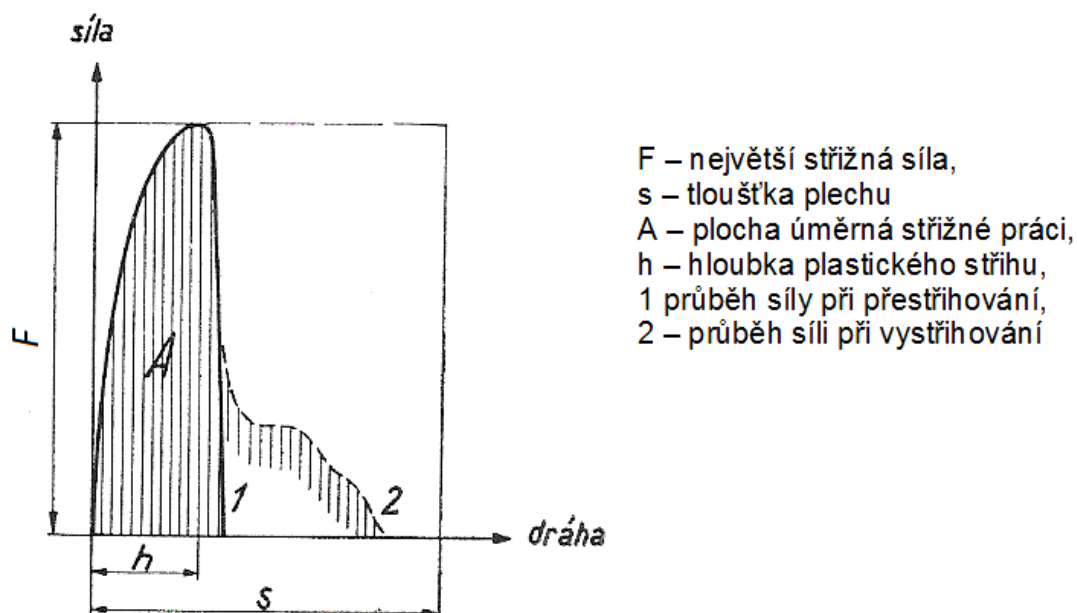 síla
F
A
1
2
dráha
h
s
F – největší střižná síla,
s – tloušťka plechu
A – plocha úměrná střižné práci,
h – hloubka plastického střihu,
1 průběh síly při přestřihování,
2 – průběh síli při vystřihování